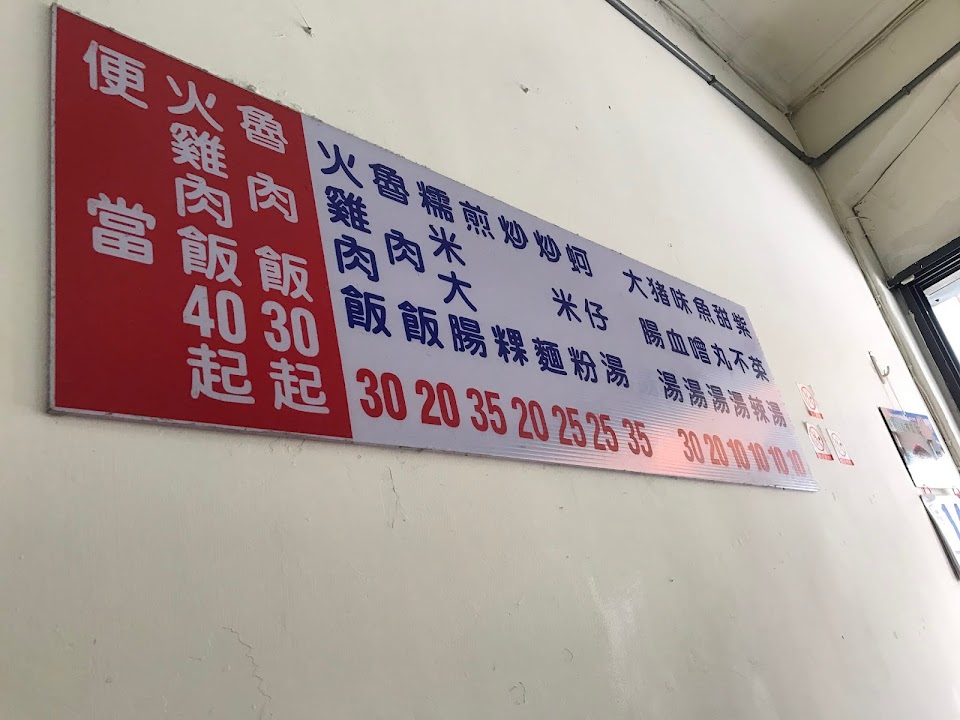 便當
火雞肉飯40起
魯肉飯30起
火雞肉飯 30
魯肉飯 20
糯米大腸 35
煎粿 20
炒麵 25
炒米粉 25
蚵仔湯 35
大腸湯 30
豬血湯 20
味噌湯 10
魚丸湯 10
甜不辣 10
紫菜湯 10